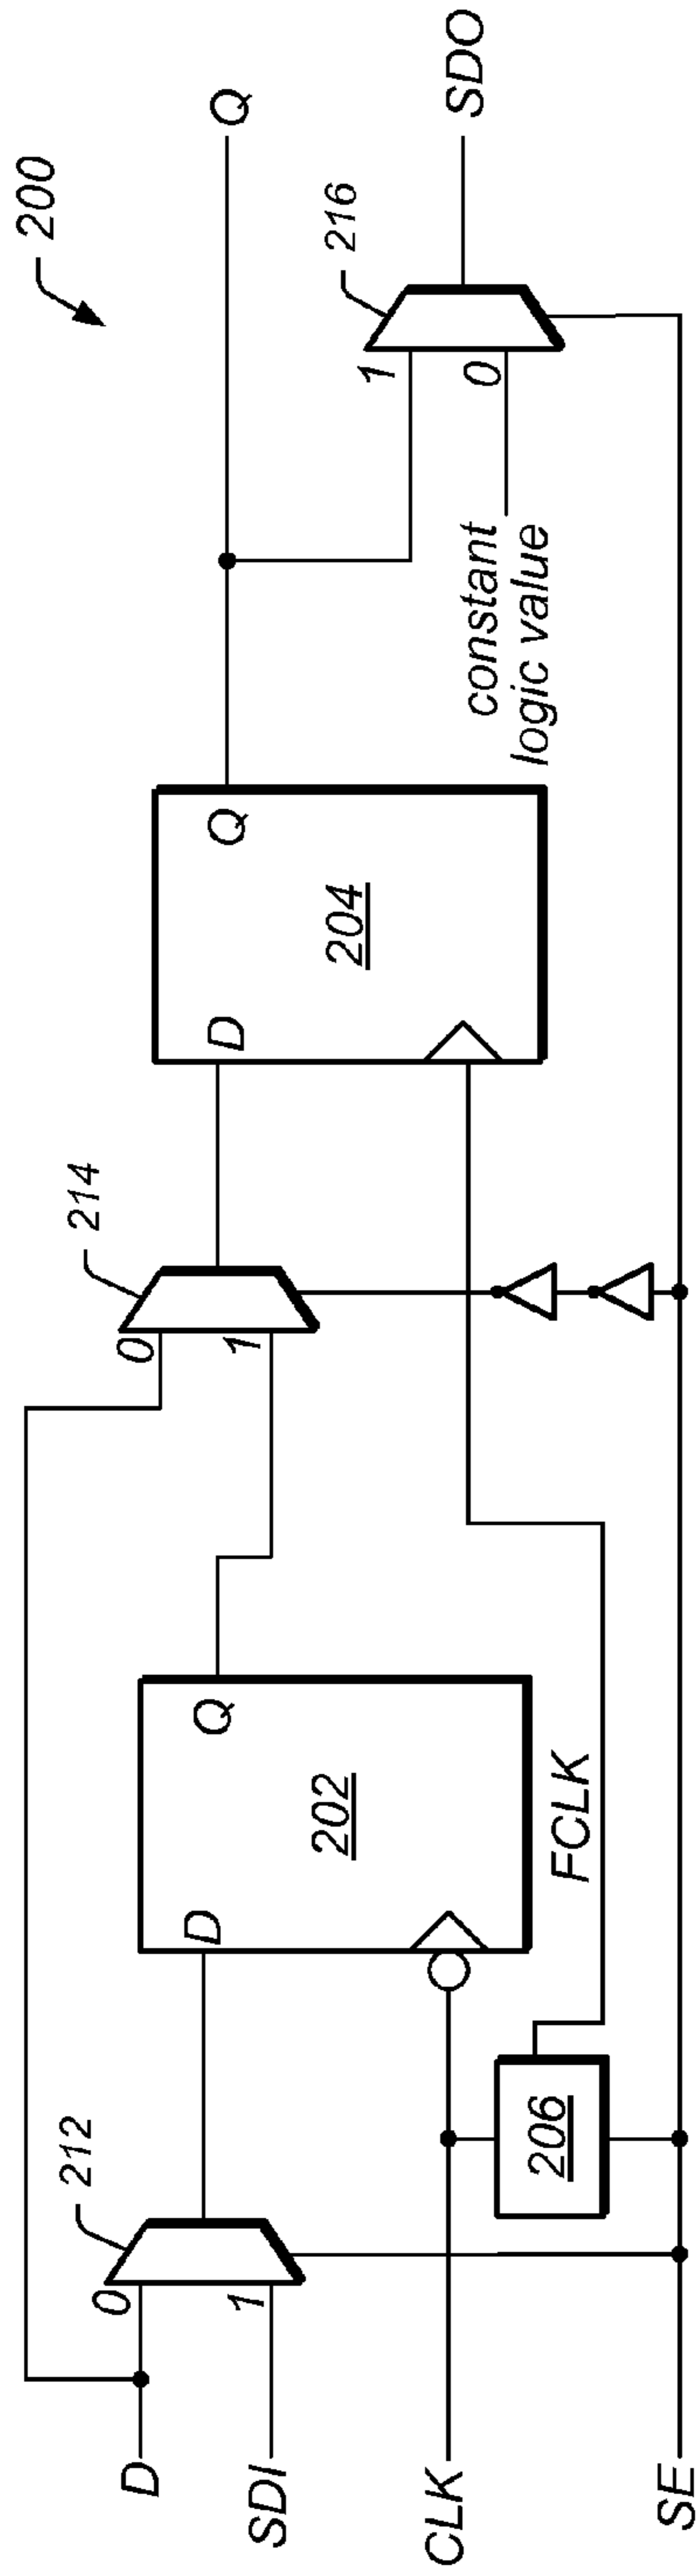 200
D
SDI
CLK
SE
212
0
1
206
D
202
Q
FCLK
214
0
1
D
204
Q
constant
logic value
216
1
0
Q
SDO